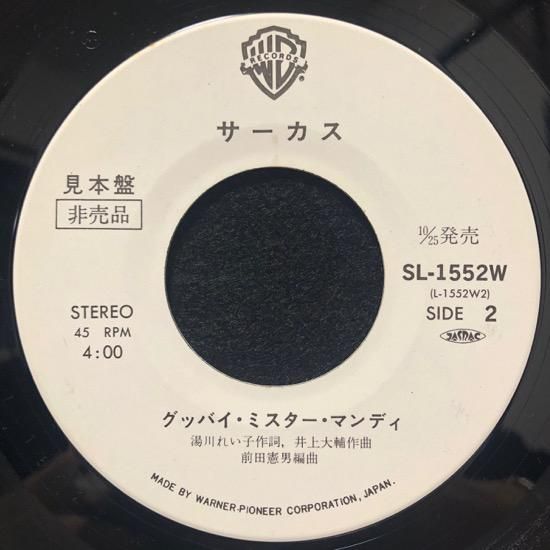 WB
RECORDS
®
サーカス
見本盤
非売品
10/25発売
SL-1552W
(L-1552W2)
STEREO
SIDE 2
45 RPM
4:00
JASRAC
グッバイ・ミスター・マンディ
湯川れい子作詞, 井上大輔作曲
前田憲男編曲
MADE BY WARNER-PIONEER CORPORATION, JAPAN.